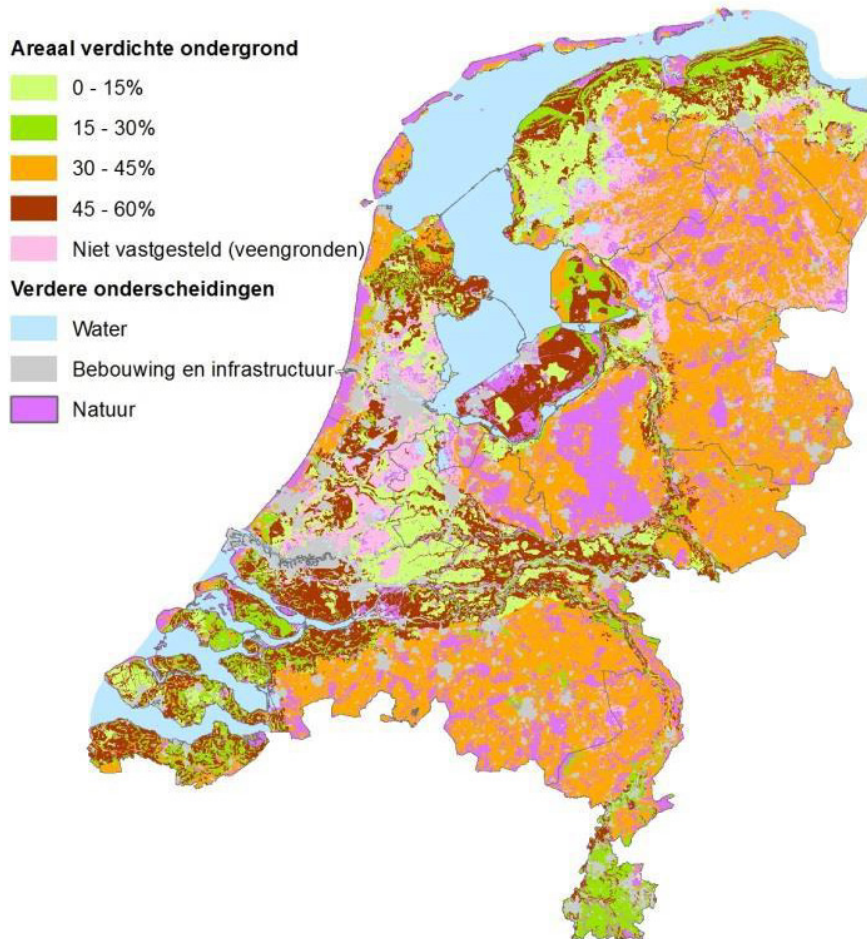 Areaal verdichte ondergrond
0 - 15%
15 - 30%
30 - 45%
45 - 60%
Niet vastgesteld (veengronden)
Verdere onderscheidingen
Water
Bebouwing en infrastructuur
Natuur